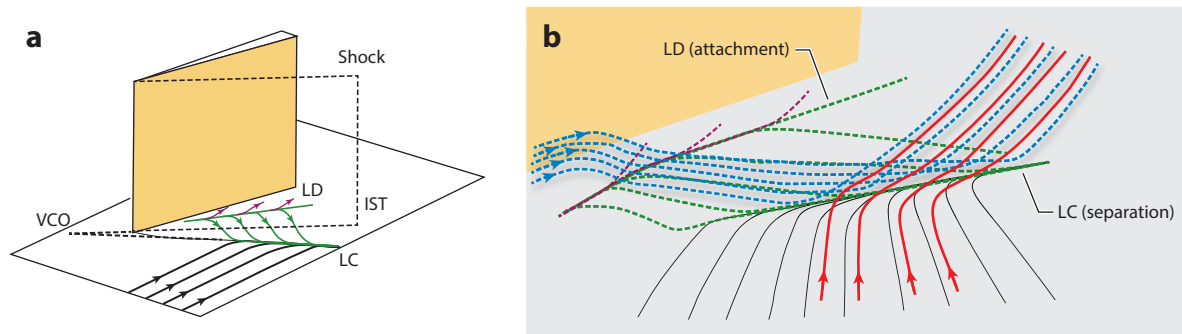 a
Shock
LD
VCO
IST
LC
b
LD (attachment)
LC (separation)